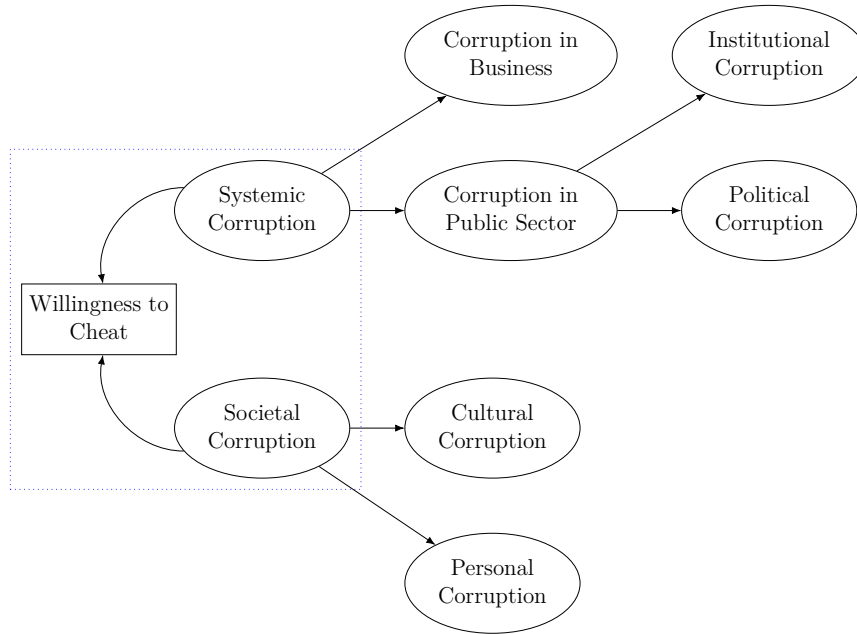 Corruption in
Business
Institutional
Corruption
Systemic
Corruption
Corruption in
Public Sector
Political
Corruption
Willingness to
Cheat
Societal
Corruption
Cultural
Corruption
Personal
Corruption